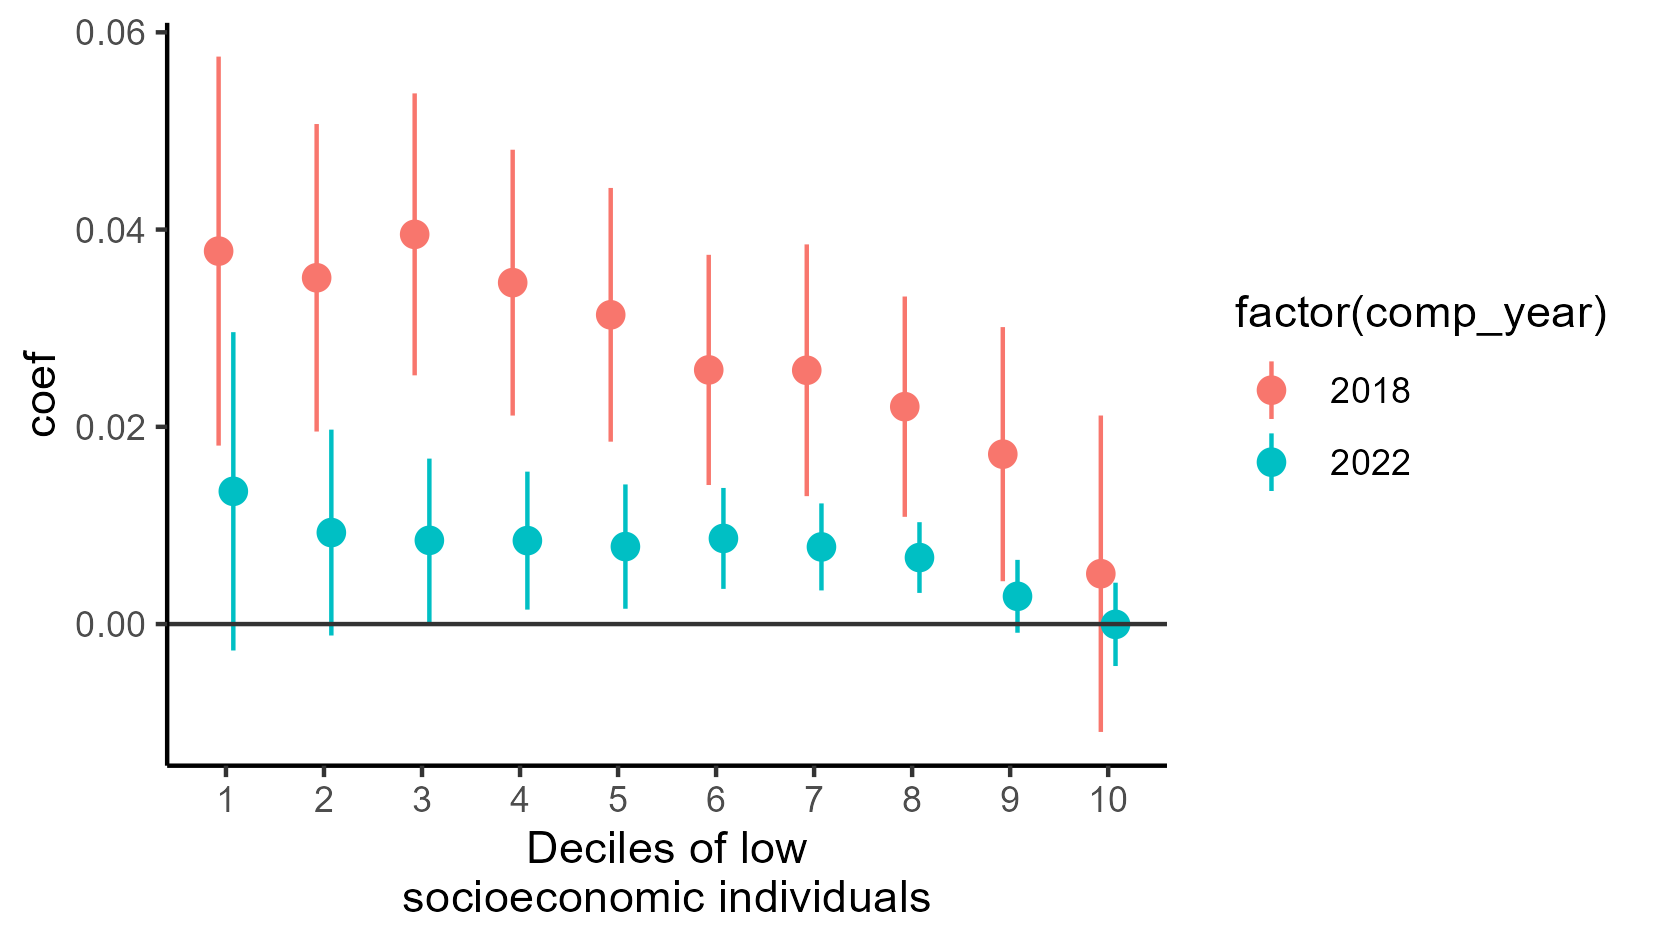 0.06
0.04
0.02
0.00
coef
1 2 3 4 5 6 7 8 9 10
Deciles of low
socioeconomic individuals
factor(comp_year)
2018
2022